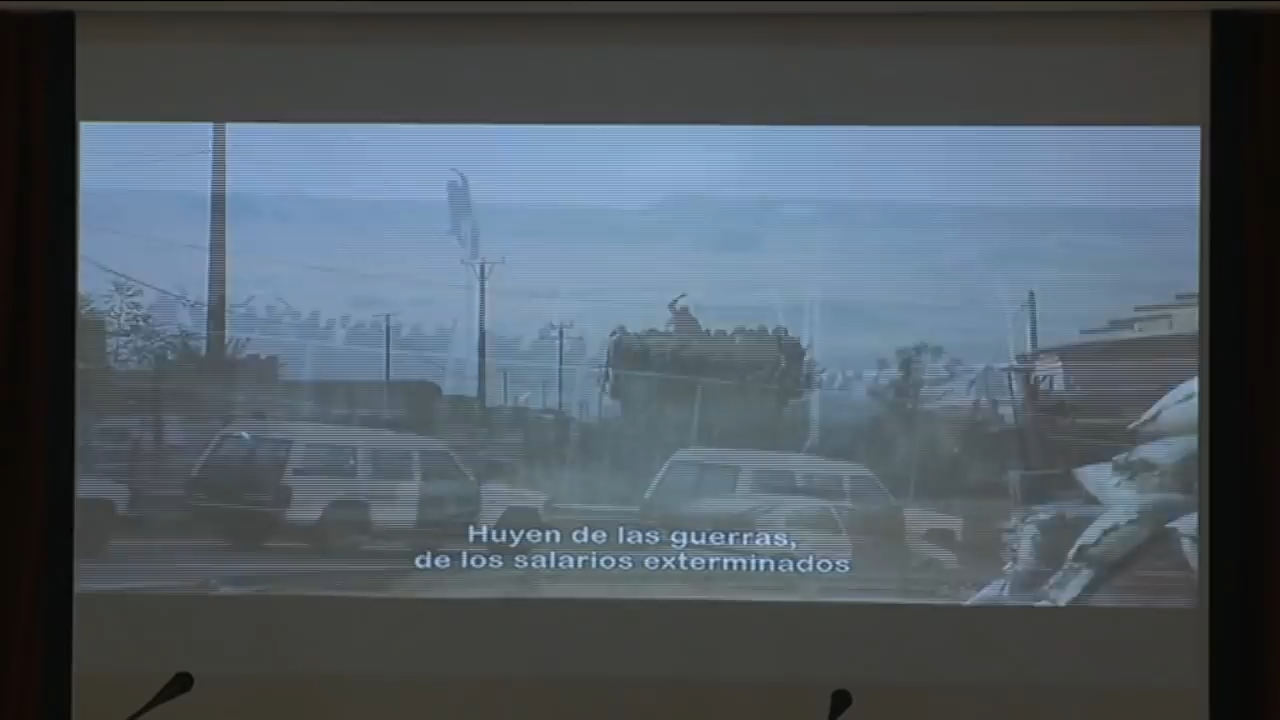 Huyen de las guerras,
de los salarios exterminados